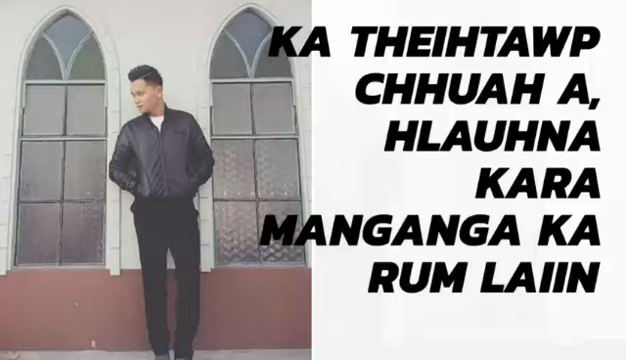 KA THEIHTAWP
CHHUAH A,
HLAUHNA
KARA
MANGANGA KA
RUM LAIIN